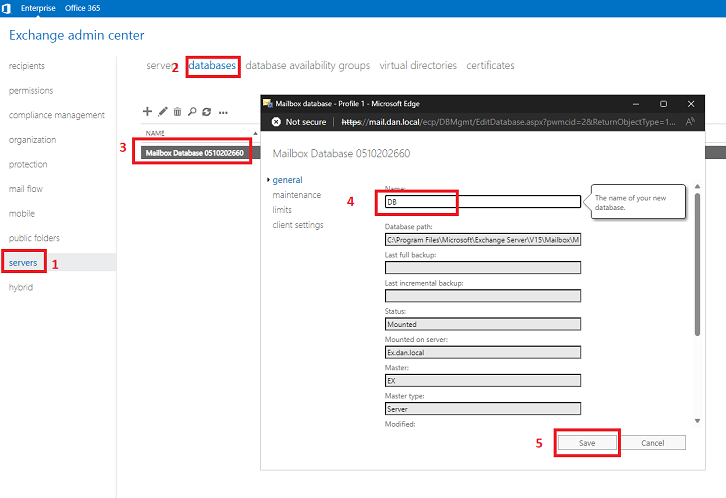 Enterprise Office 365
Exchange admin center
recipients
permissions
compliance management
organization
protection
mail flow
mobile
public folders
servers
hybrid
1
2
servers databases database availability groups virtual directories certificates
NAME
3
Mailbox Database 0510202660
Mailbox database - Profile 1 - Microsoft Edge
Not secure https://mail.dan.local/ecp/DBMgmt/EditDatabase.aspx?pwmcid=2&ReturnObjectType=1...
Mailbox Database 0510202660
general
maintenance
limits
client settings
4
Name:
DB
The name of your new
database.
Database path:
C:\Program Files\Microsoft\Exchange Server\V15\Mailbox\M
Last full backup:
Last incremental backup:
Status:
Mounted
Mounted on server:
Ex.dan.local
Master:
EX
Master type:
Server
Modified:
5
Save Cancel